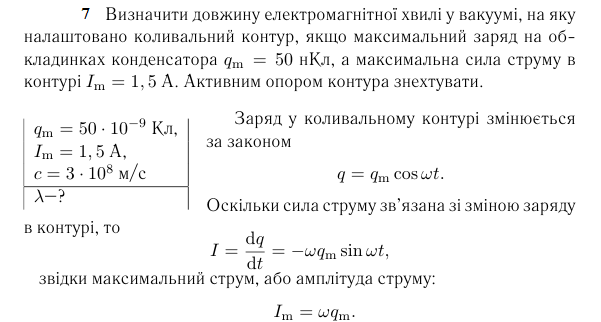 7 Визначити довжину електромагнітної хвилі у вакуумі, на яку
налаштовано коливальний контур, якщо максимальний заряд на об-
кладинках конденсатора qₘ = 50 нКл, а максимальна сила струму в
контурі Iₘ = 1, 5 А. Активним опором контура знехтувати.
qₘ = 50 · 10⁻⁹ Кл,
Iₘ = 1, 5 А,
c = 3 · 10⁸ м/с
λ−?
Заряд у коливальному контурі змінюється
за законом
q = qₘ cos ωt.
Оскільки сила струму зв’язана зі зміною заряду
в контурі, то
I = dq/dt = −ωqₘ sin ωt,
звідки максимальний струм, або амплітуда струму:
Iₘ = ωqₘ.